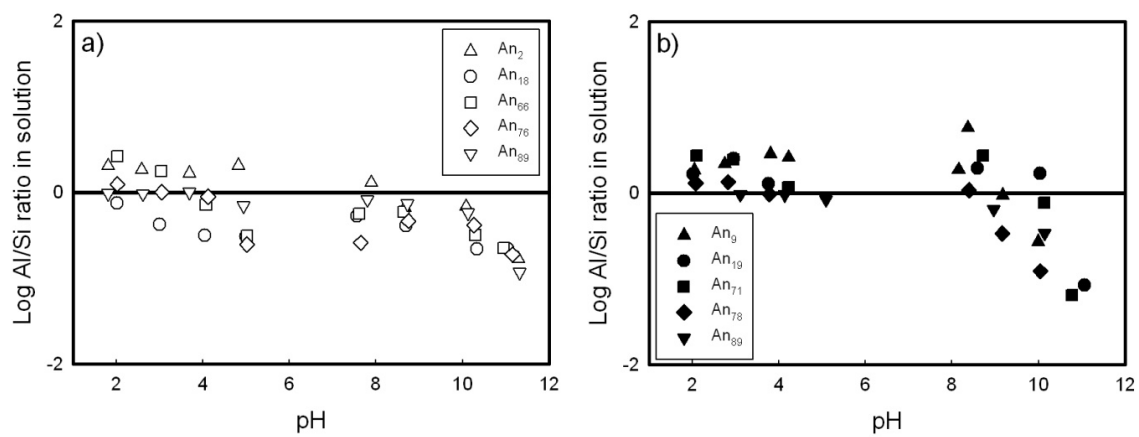 a)
2
0
-2
Log Al/Si ratio in solution
2 4 6 8 10 12
pH
An₂
An₁₈
An₆₆
An₇₆
An₈₉
b)
2
0
-2
Log Al/Si ratio in solution
2 4 6 8 10 12
pH
An₉
An₁₉
An₇₁
An₇₈
An₈₉